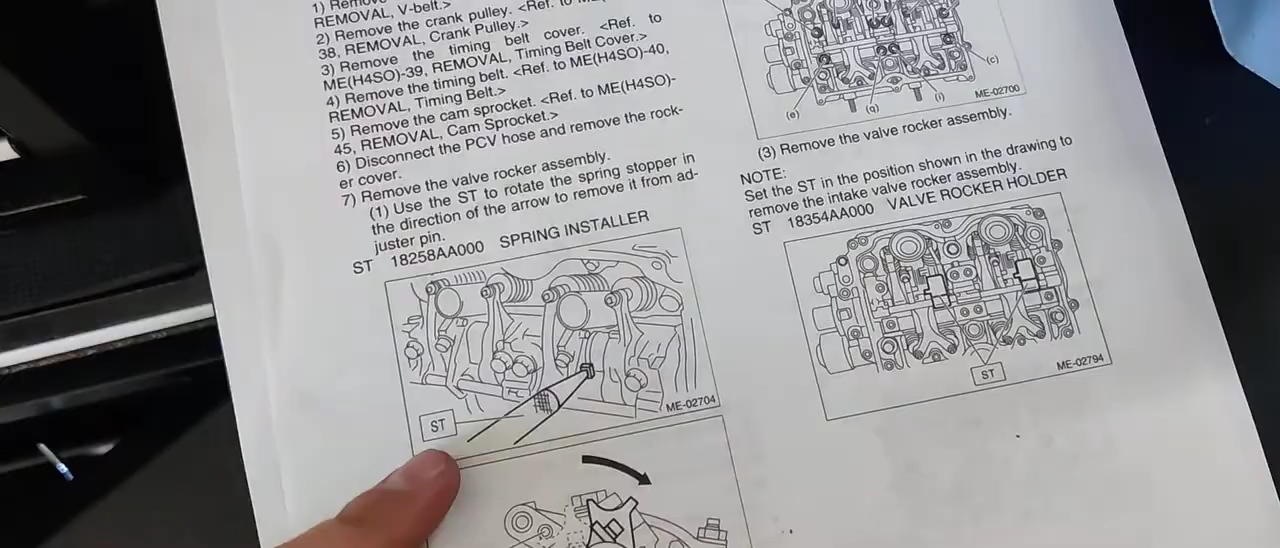 1) Remove
REMOVAL, V-belt.>
2) Remove the crank pulley. <Ref. to ME
38, REMOVAL, Crank Pulley.>
3) Remove the timing belt cover. <Ref. to
ME(H4SO)-39, REMOVAL, Timing Belt Cover.>
4) Remove the timing belt. <Ref. to ME(H4SO)-40,
REMOVAL, Timing Belt.>
5) Remove the cam sprocket. <Ref. to ME(H4SO)-
45, REMOVAL, Cam Sprocket.>
6) Disconnect the PCV hose and remove the rock-
er cover.
7) Remove the valve rocker assembly.
(1) Use the ST to rotate the spring stopper in
the direction of the arrow to remove it from ad-
juster pin.
ST 18258AA000 SPRING INSTALLER
ST
ME-02704
(c)
(e)
(g)
(i)
ME-02700
(3) Remove the valve rocker assembly.
NOTE:
Set the ST in the position shown in the drawing to
remove the intake valve rocker assembly.
ST 18354AA000 VALVE ROCKER HOLDER
ST
ME-02794